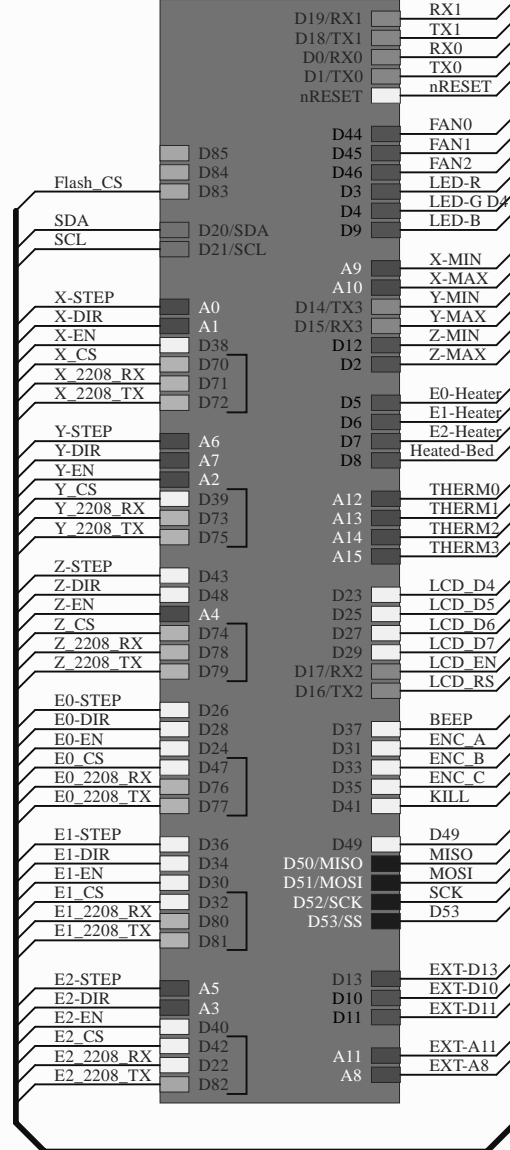 D19/RX1 RX1
D18/TX1 TX1
D0/RX0 RX0
D1/TX0 TX0
nRESET nRESET
D44 FAN0
D85 D45 FAN1
D84 D46 FAN2
Flash_CS D83 D3 LED-R
D4 LED-G D4
SDA D20/SDA D9 LED-B
SCL D21/SCL
A9 X-MIN
A10 X-MAX
X-STEP A0 D14/TX3 Y-MIN
X-DIR A1 D15/RX3 Y-MAX
X-EN D38 D12 Z-MIN
X_CS D70 D2 Z-MAX
X_2208_RX D71
X_2208_TX D72 D5 E0-Heater
D6 E1-Heater
Y-STEP A6 D7 E2-Heater
Y-DIR A7 D8 Heated-Bed
Y-EN A2
Y_CS D39 A12 THERM0
Y_2208_RX D73 A13 THERM1
Y_2208_TX D75 A14 THERM2
A15 THERM3
Z-STEP D43
Z-DIR D48 D23 LCD_D4
Z-EN A4 D25 LCD_D5
Z_CS D74 D27 LCD_D6
Z_2208_RX D78 D29 LCD_D7
Z_2208_TX D79 D17/RX2 LCD_EN
D16/TX2 LCD_RS
E0-STEP D26
E0-DIR D28 D37 BEEP
E0-EN D24 D31 ENC_A
E0_CS D47 D33 ENC_B
E0_2208_RX D76 D35 ENC_C
E0_2208_TX D77 D41 KILL
E1-STEP D36 D49 D49
E1-DIR D34 D50/MISO MISO
E1-EN D30 D51/MOSI MOSI
E1_CS D32 D52/SCK SCK
E1_2208_RX D80 D53/SS D53
E1_2208_TX D81
D13 EXT-D13
E2-STEP A5 D10 EXT-D10
E2-DIR A3 D11 EXT-D11
E2-EN D40
E2_CS D42 A11 EXT-A11
E2_2208_RX D22 A8 EXT-A8
E2_2208_TX D82